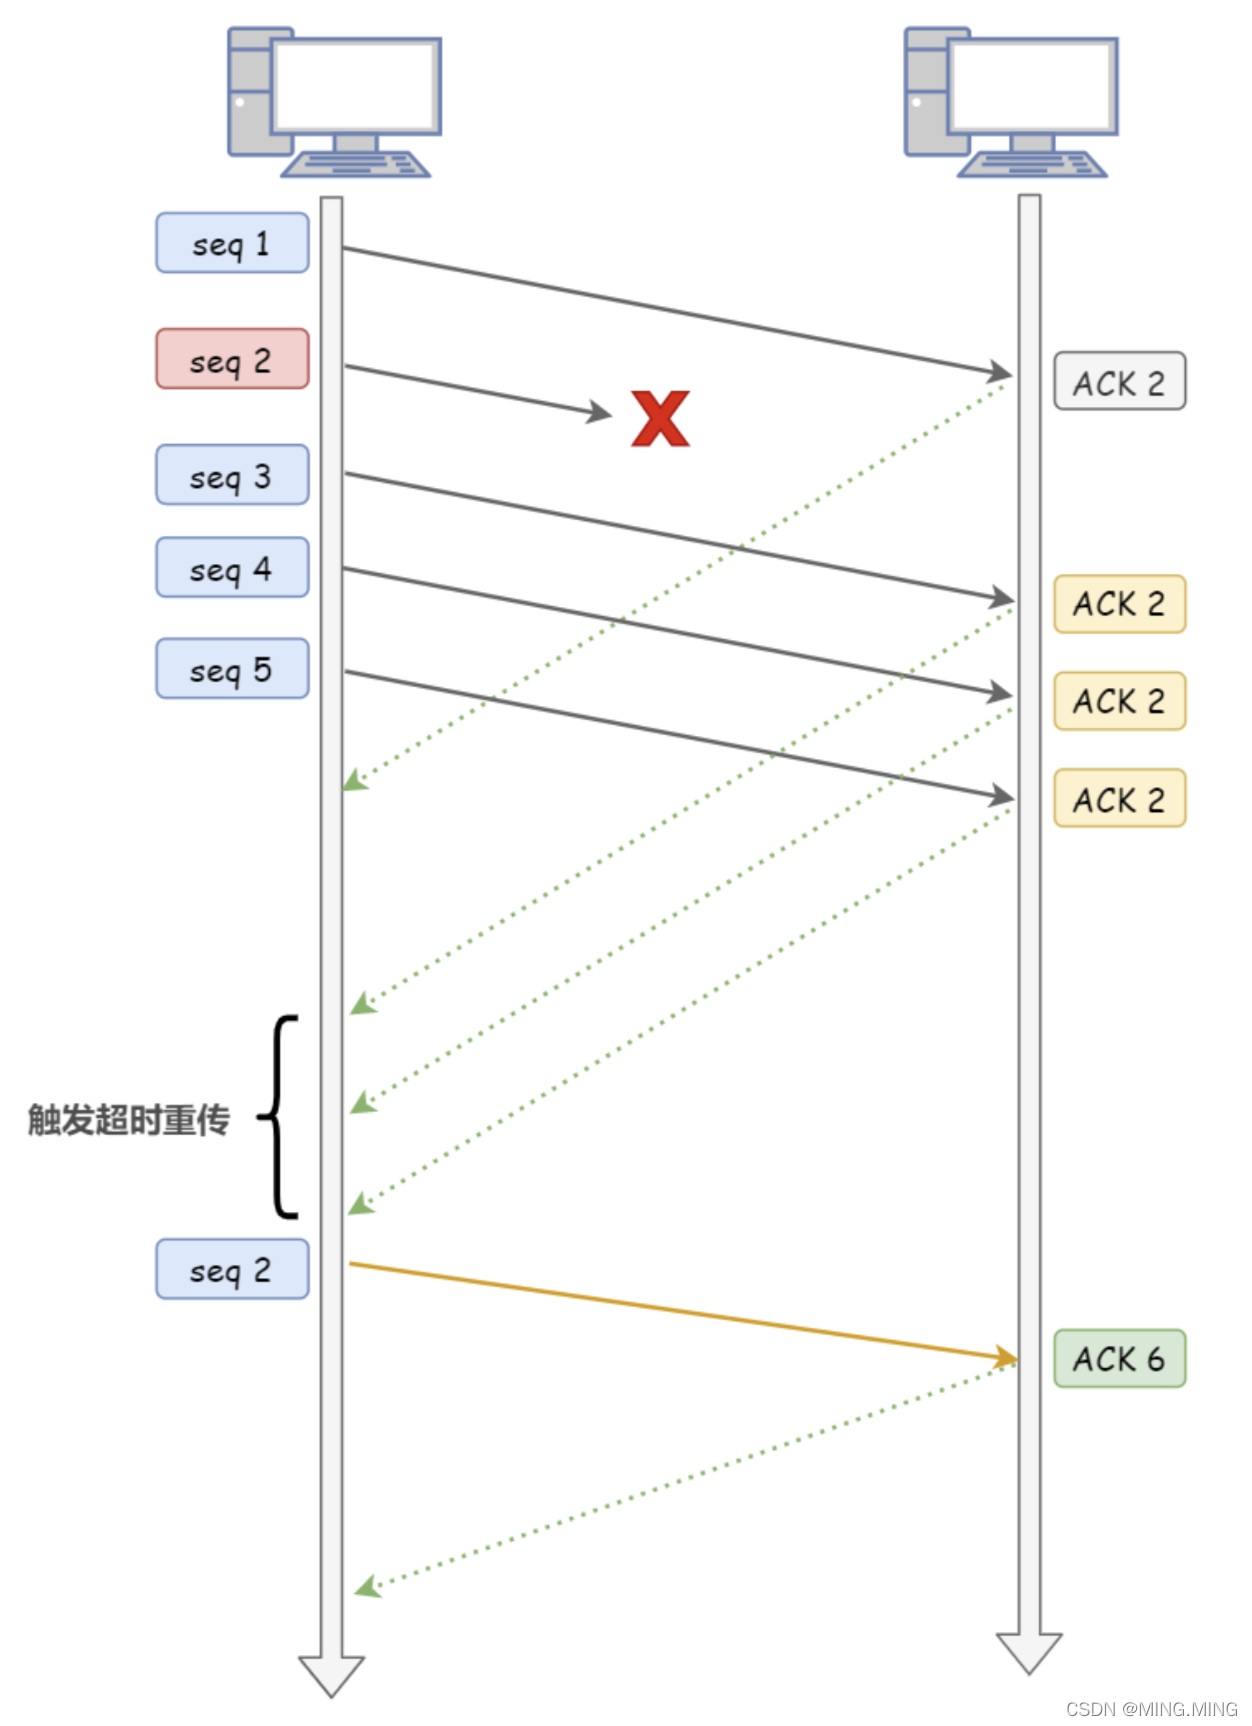 seq 1
seq 2
ACK 2
seq 3
seq 4
ACK 2
seq 5
ACK 2
ACK 2
触发超时重传
seq 2
ACK 6
CSDN @MING.MING